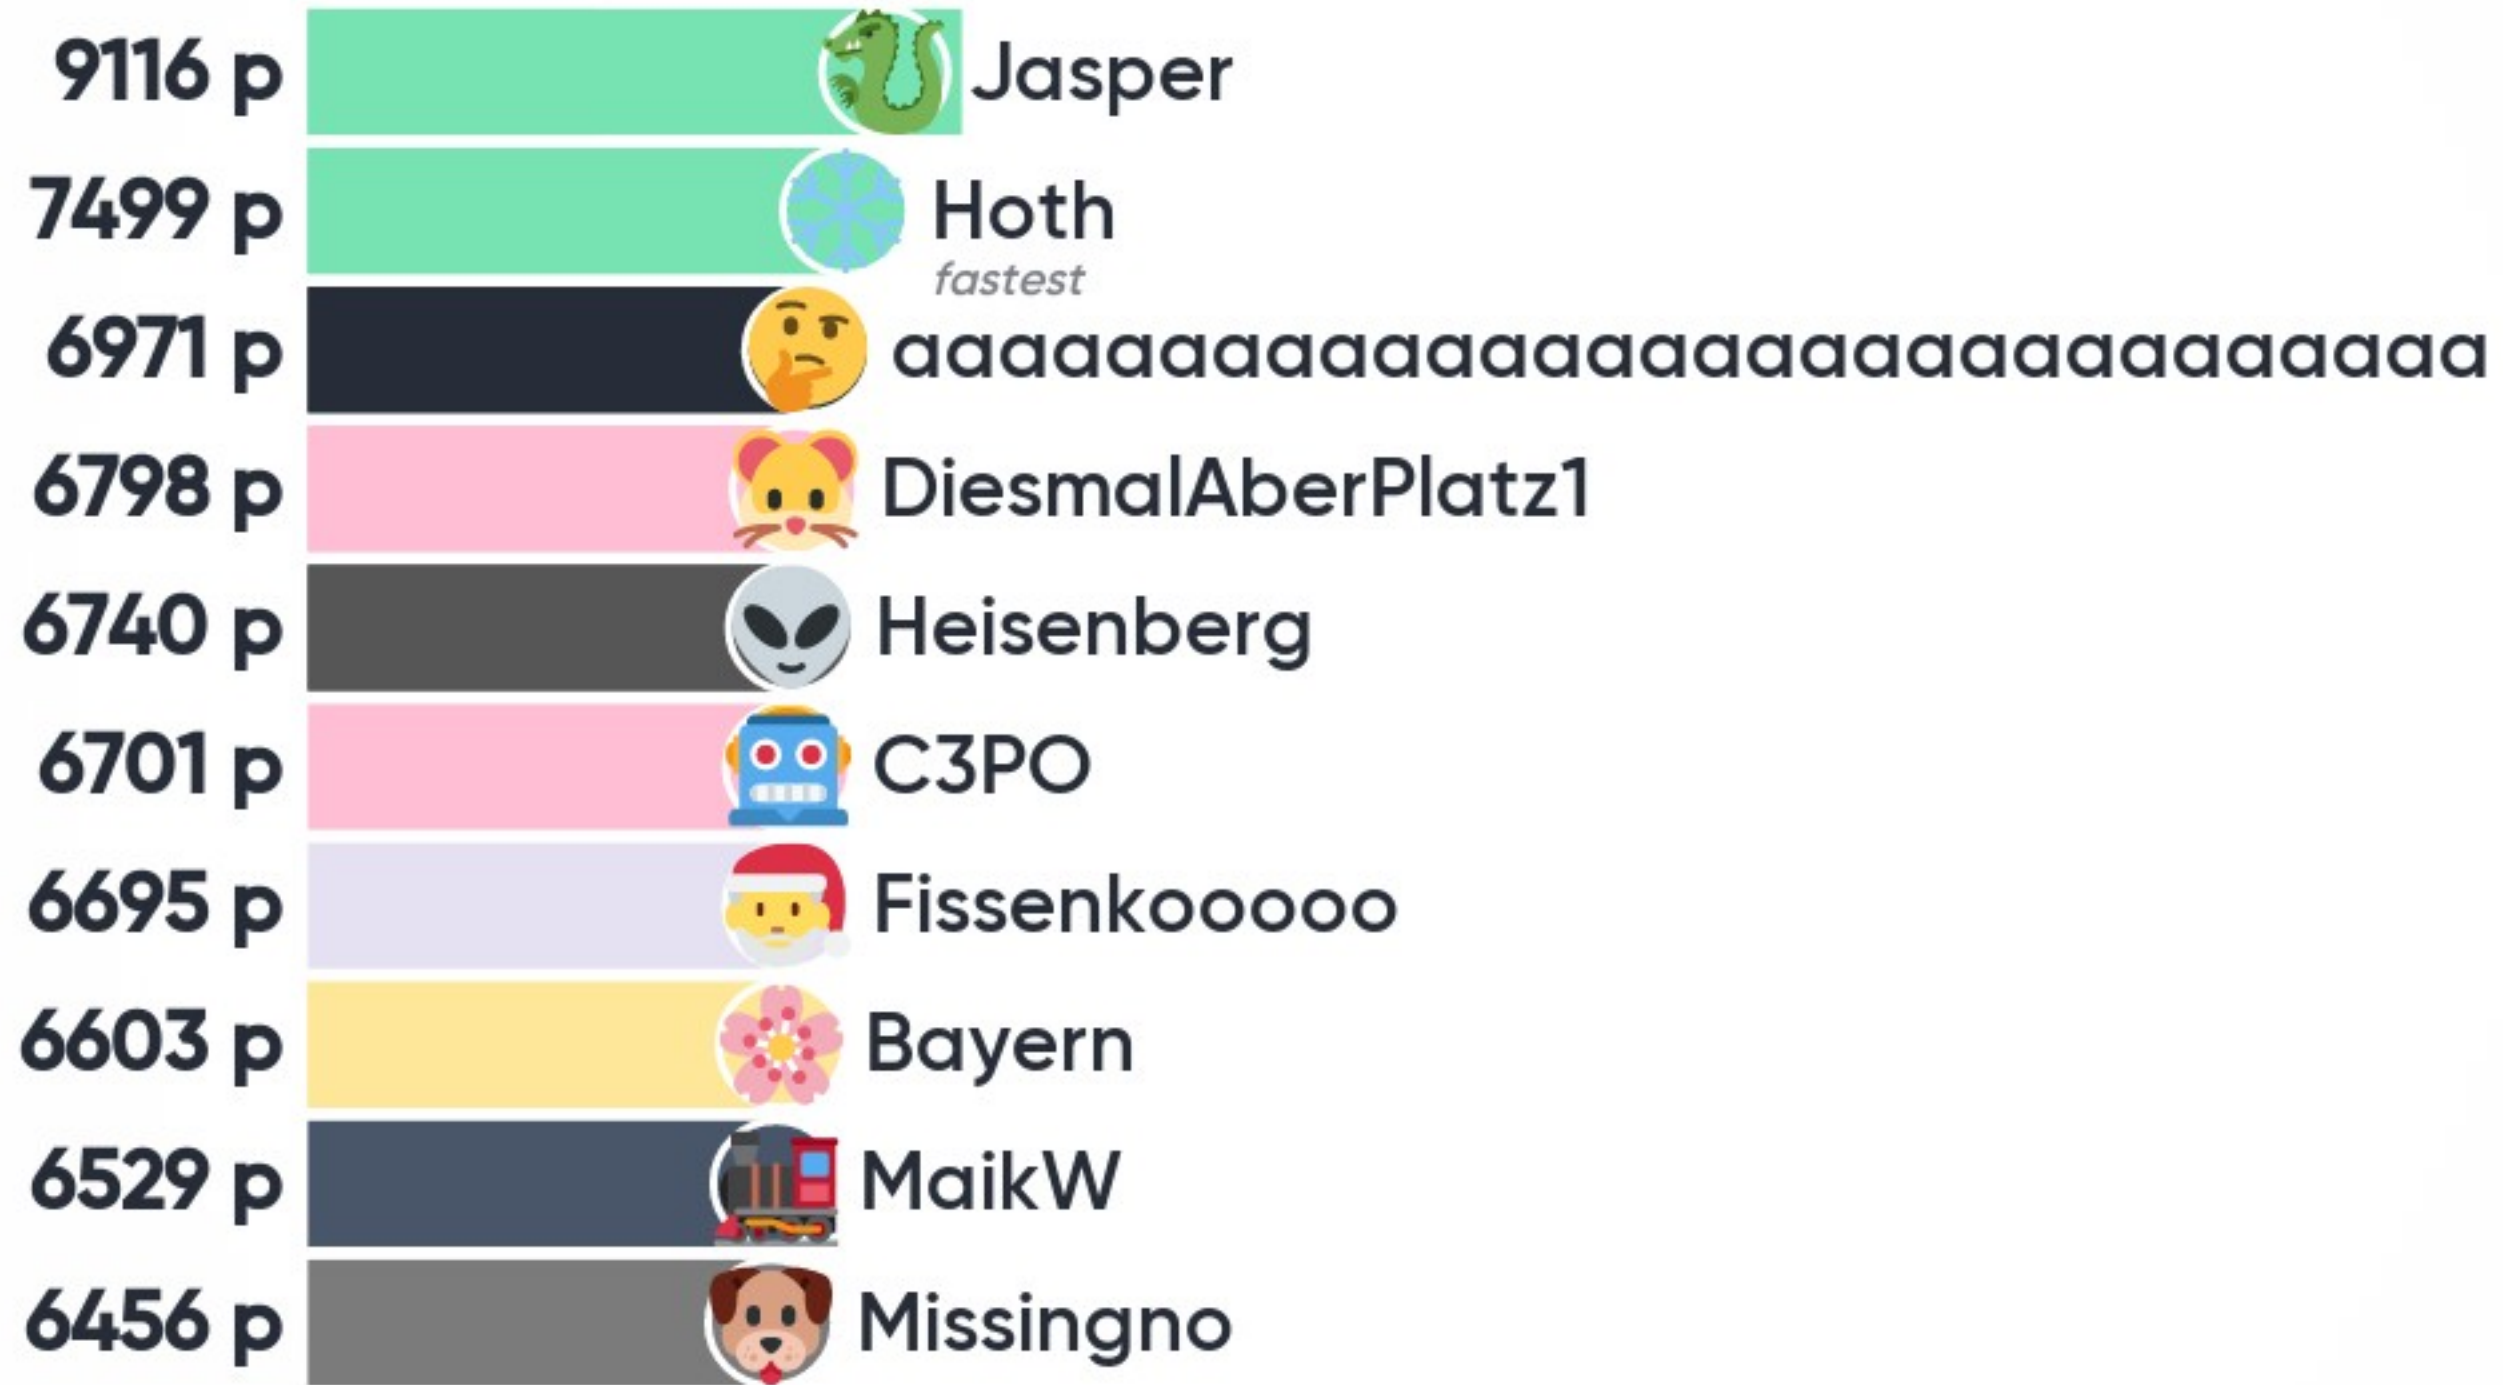 9116 p Jasper
7499 p Hoth
fastest
6971 p aaaaaaaaaaaaaaaaaaaaaaaaaaaaaa
6798 p DiesmalAberPlatz1
6740 p Heisenberg
6701 p C3PO
6695 p Fissenkooooo
6603 p Bayern
6529 p MaikW
6456 p Missingno